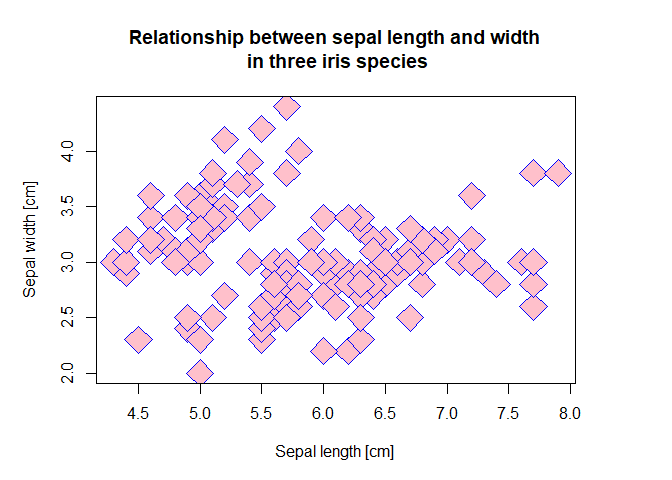 Relationship between sepal length and width
in three iris species
Sepal width [cm]
4.0
3.5
3.0
2.5
2.0
4.5 5.0 5.5 6.0 6.5 7.0 7.5 8.0
Sepal length [cm]